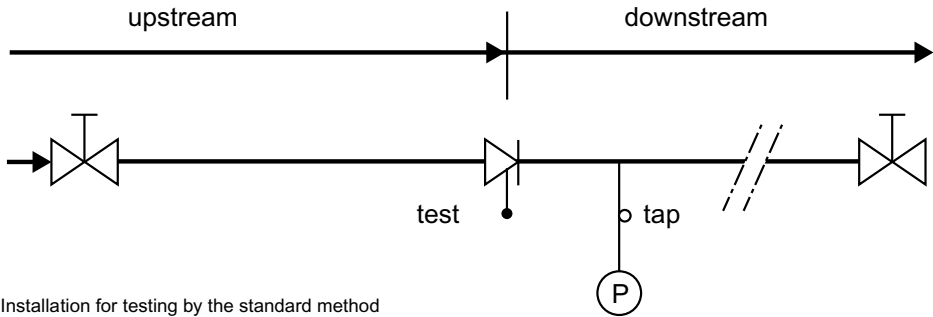 upstream
downstream
test
tap
P
Installation for testing by the standard method